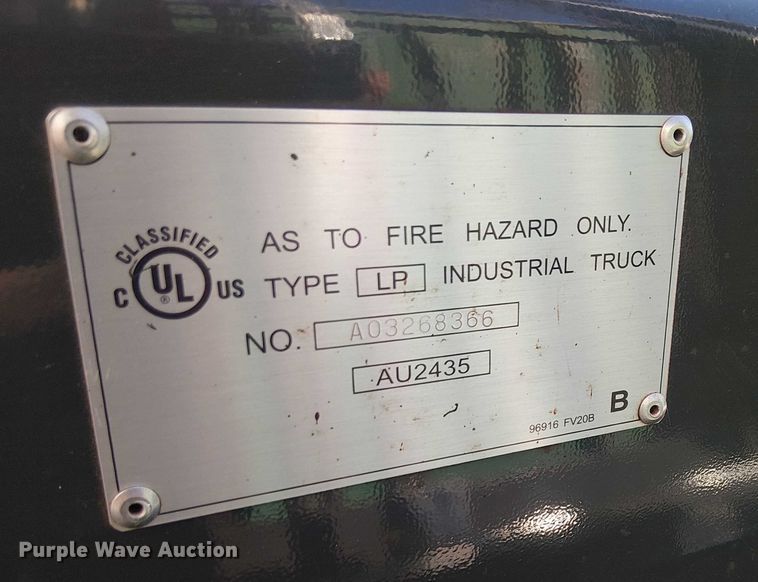 CLASSIFIED
C UL® US
AS TO FIRE HAZARD ONLY.
TYPE LP INDUSTRIAL TRUCK
NO. A03268366
AU2435
96916 FV20B B
Purple Wave Auction